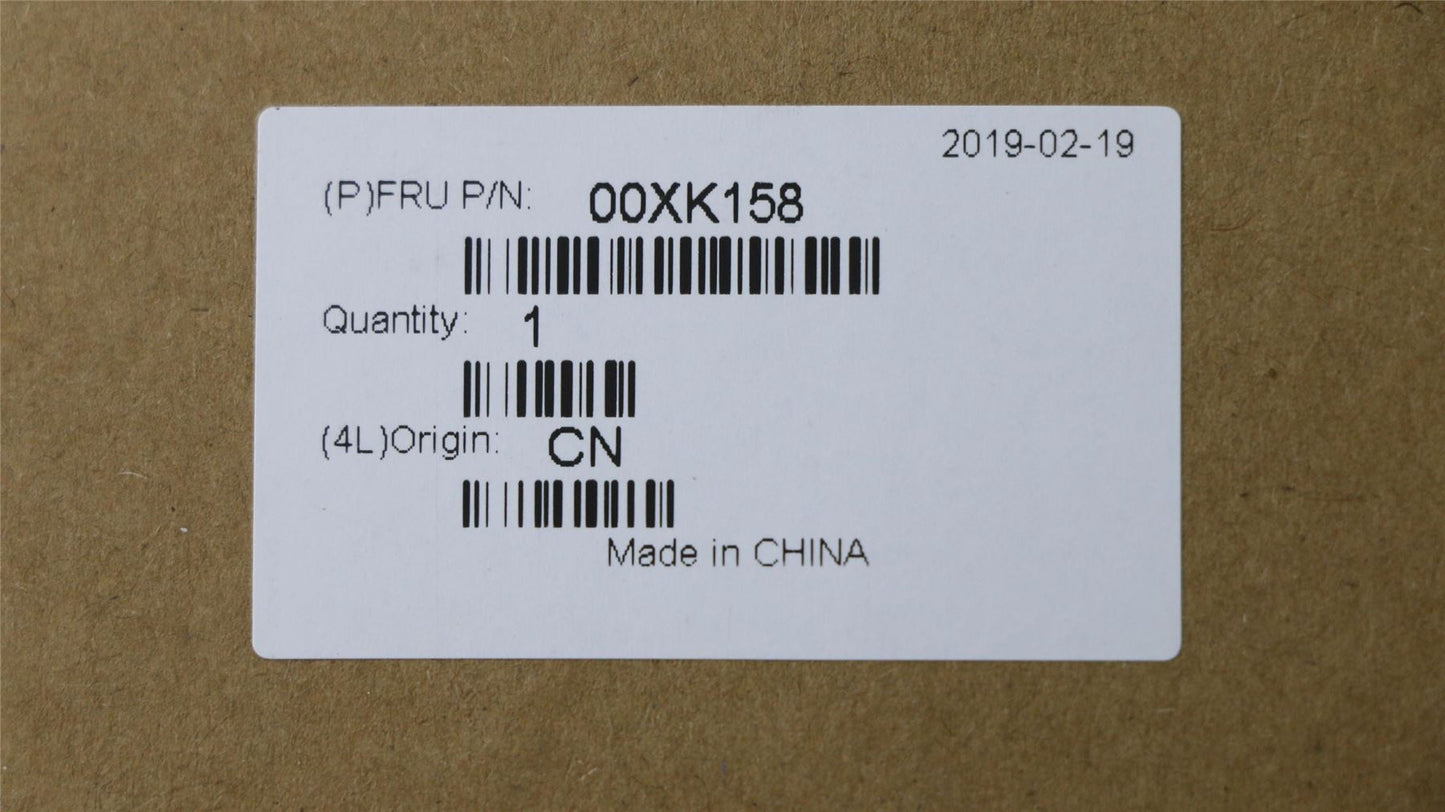 2019-02-19
(P)FRU P/N: 00XK158
Quantity: 1
(4L)Origin: CN
Made in CHINA